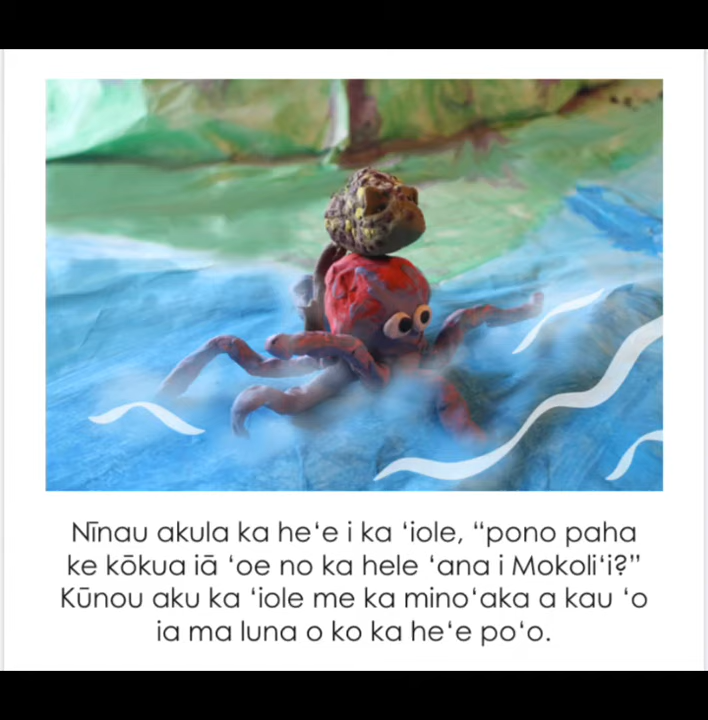 Nīnau akula ka heʻe i ka ʻiole, “pono paha
ke kōkua iā ʻoe no ka hele ʻana i Mokoliʻi?”
Kūnou aku ka ʻiole me ka minoʻaka a kau ʻo
ia ma luna o ko ka heʻe poʻo.